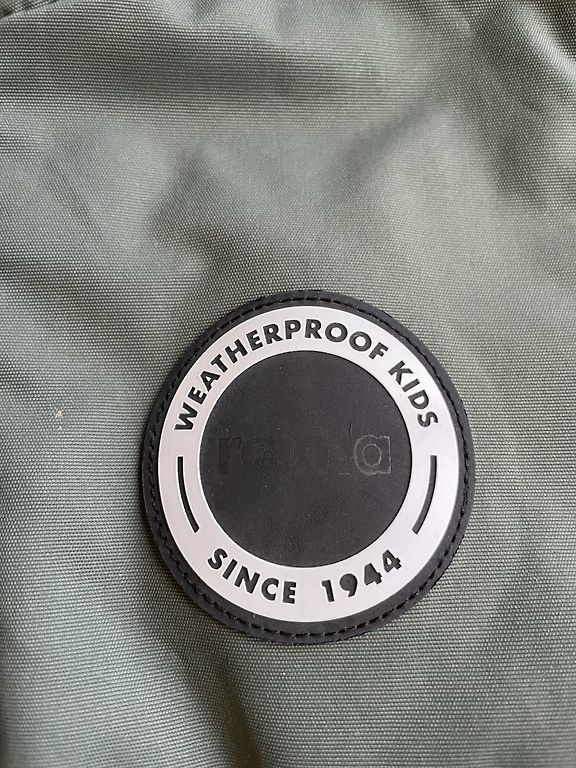 WEATHERPROOF KIDS
reima
SINCE 1944